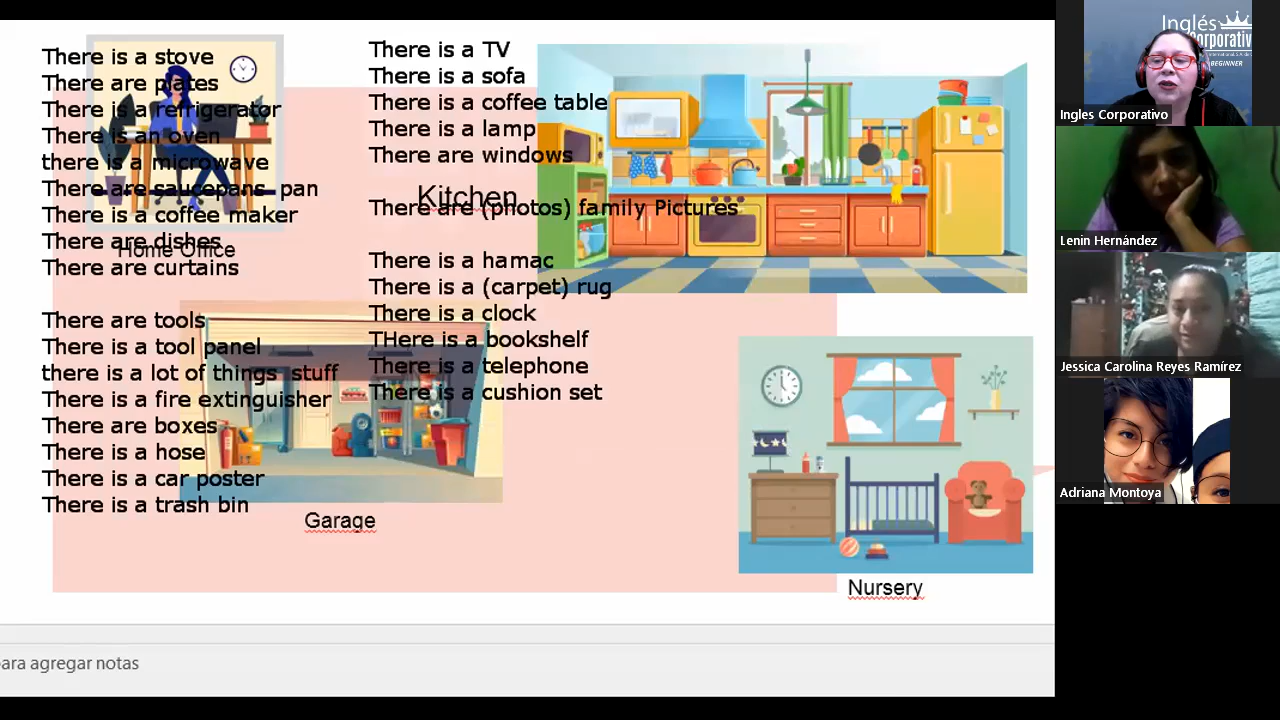 There is a stove
There are plates
There is a refrigerator
There is an oven
there is a microwave
There are saucepans pan
There is a coffee maker
There are dishes
There are curtains
Home Office
There are tools
There is a tool panel
there is a lot of things stuff
There is a fire extinguisher
There are boxes
There is a hose
There is a car poster
There is a trash bin
Garage
There is a TV
There is a sofa
There is a coffee table
There is a lamp
There are windows
Kitchen
There are (photos) family Pictures
There is a hamac
There is a (carpet) rug
There is a clock
THere is a bookshelf
There is a telephone
There is a cushion set
Nursery
ara agregar notas
Inglés
Corporativ
BEGINNER
Ingles Corporativo
Lenin Hernández
Jessica Carolina Reyes Ramírez
Adriana Montoya